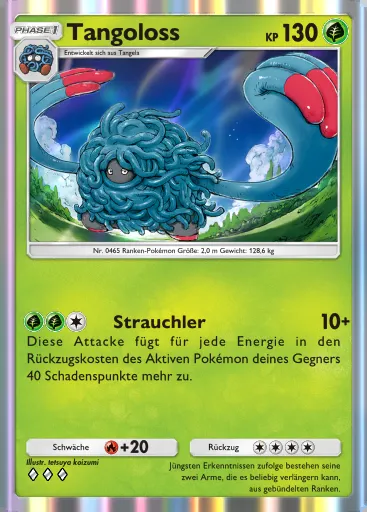 PHASE 1
Tangoloss
KP 130
Entwickelt sich aus Tangela
Nr. 0465 Ranken-Pokémon Größe: 2,0 m Gewicht: 128,6 kg
Strauchler 10+
Diese Attacke fügt für jede Energie in den
Rückzugskosten des Aktiven Pokémon deines Gegners
40 Schadenspunkte mehr zu.
Schwäche +20 Rückzug
Illustr. tetsuya koizumi
Jüngsten Erkenntnissen zufolge bestehen seine
zwei Arme, die es beliebig verlängern kann,
aus gebündelten Ranken.